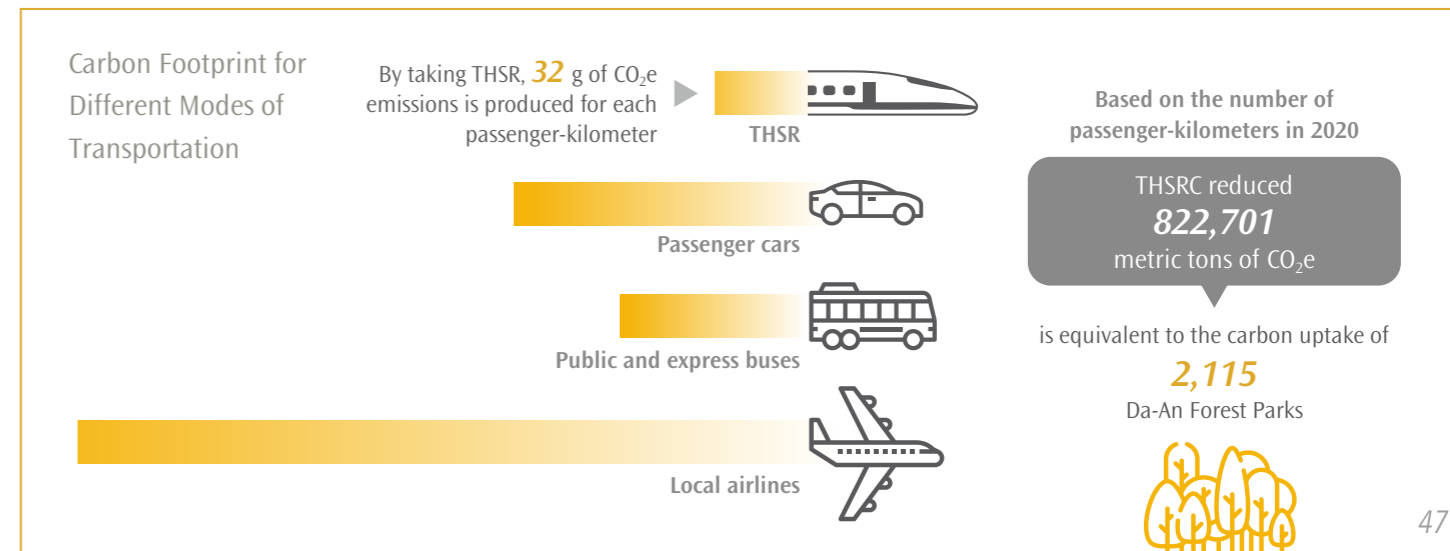 Carbon Footprint for
Different Modes of
Transportation
By taking THSR, 32 g of CO₂e
emissions is produced for each
passenger-kilometer
THSR
Passenger cars
Public and express buses
Local airlines
Based on the number of
passenger-kilometers in 2020
THSRC reduced
822,701
metric tons of CO₂e
is equivalent to the carbon uptake of
2,115
Da-An Forest Parks
47